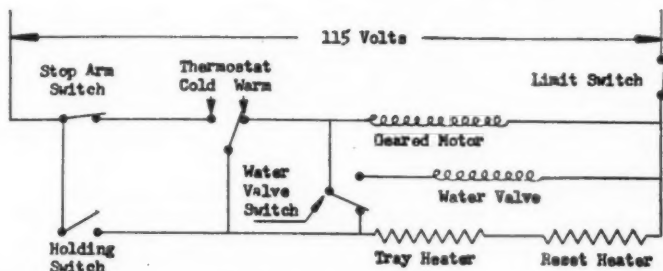 115 Volts
Stop Arm
Switch
Thermostat
Cold Warm
Limit Switch
Geared Motor
Water
Valve
Switch
Water Valve
Holding
Switch
Tray Heater
Reset Heater